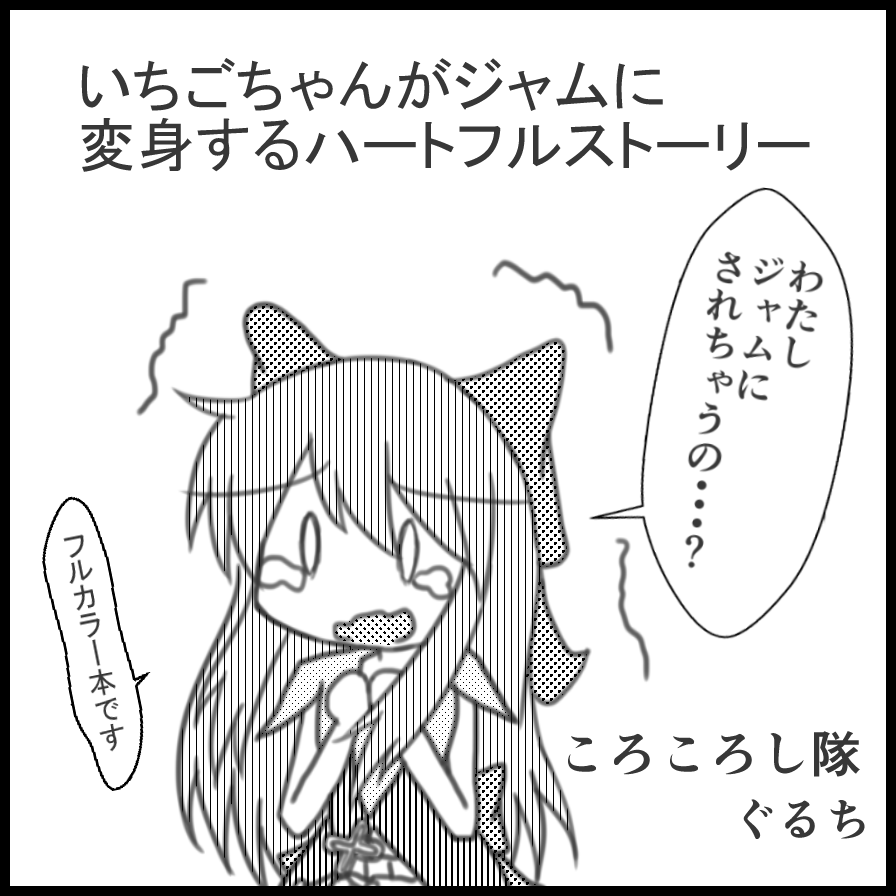 いちごちゃんがジャムに
変身するハートフルストーリー
わたし
ジャムに
されちゃうの・・・?
フルカラー本です
ころころし隊
ぐるち